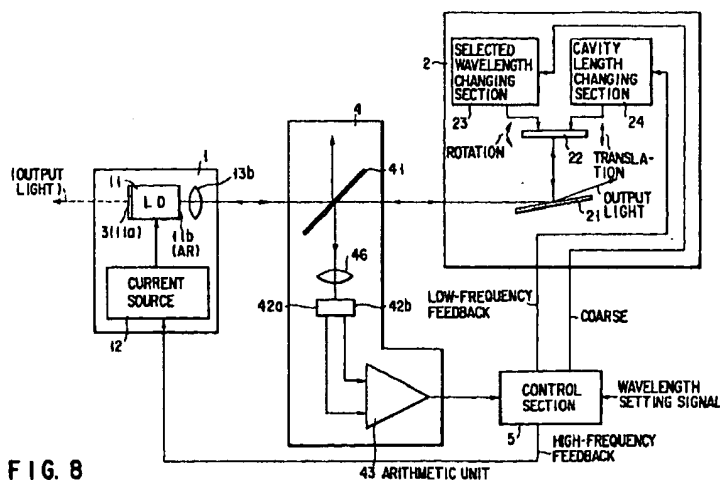 2
SELECTED
WAVELENGTH
CHANGING
SECTION
23
CAVITY
LENGTH
CHANGING
SECTION
24
ROTATION
22
TRANSLA-
TION
OUTPUT
LIGHT
21
4
41
46
42a
42b
(OUTPUT
LIGHT)
1
11
13b
LD
3(11a)
11b
(AR)
CURRENT
SOURCE
12
LOW-FREQUENCY
FEEDBACK
COARSE
CONTROL
SECTION
5
WAVELENGTH
SETTING SIGNAL
HIGH-FREQUENCY
FEEDBACK
43 ARITHMETIC UNIT
FIG. 8